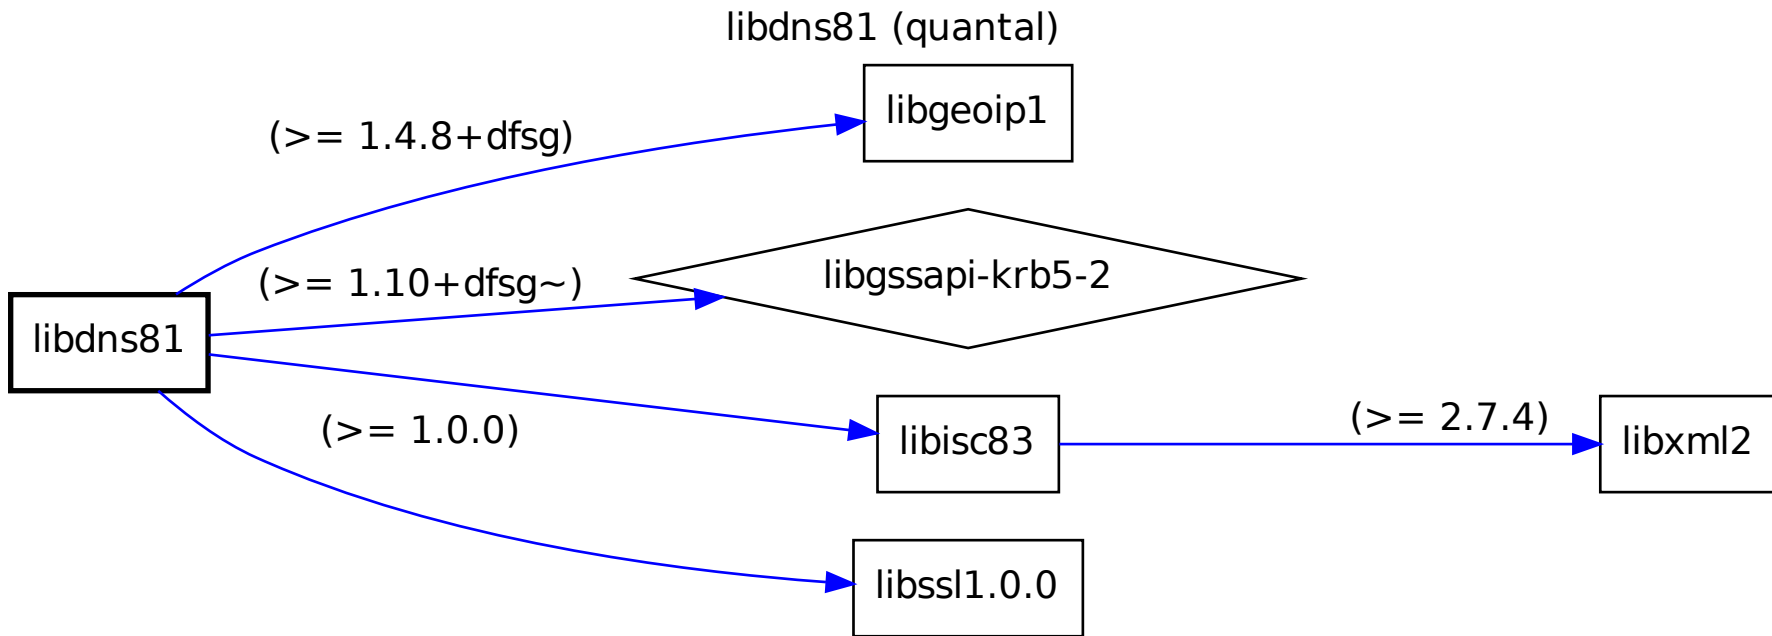 libdns81 (quantal)
libgeoip1
(>= 1.4.8+dfsg)
libgssapi-krb5-2
(>= 1.10+dfsg~)
libdns81
(>= 2.7.4)
libisc83
libxml2
(>= 1.0.0)
libssl1.0.0